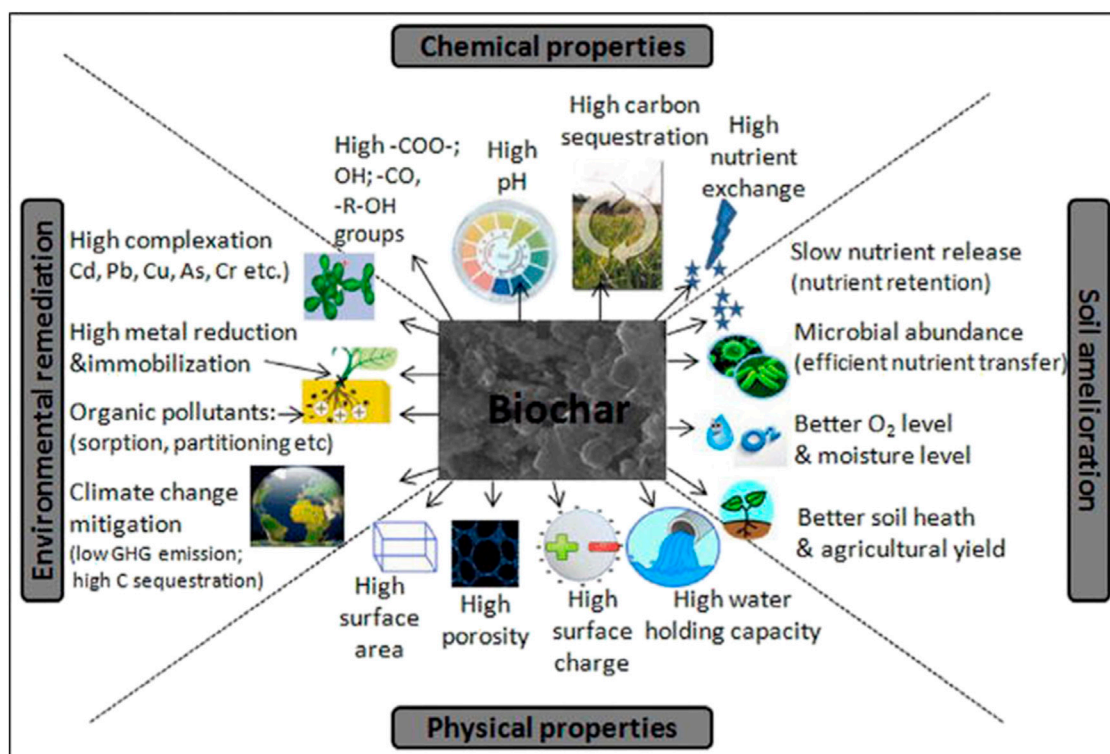 Chemical properties
High -COO-;
OH; -CO,
-R-OH
groups
High
pH
High carbon
sequestration
High
nutrient
exchange
Environmental remediation
High complexation
Cd, Pb, Cu, As, Cr etc.)
High metal reduction
&immobilization
Organic pollutants:
(sorption, partitioning etc)
Climate change
mitigation
(low GHG emission;
high C sequestration)
Biochar
Slow nutrient release
(nutrient retention)
Microbial abundance
(efficient nutrient transfer)
Better O₂ level
& moisture level
Better soil heath
& agricultural yield
Soil amelioration
High
surface
area
High
porosity
High
surface
charge
High water
holding capacity
Physical properties